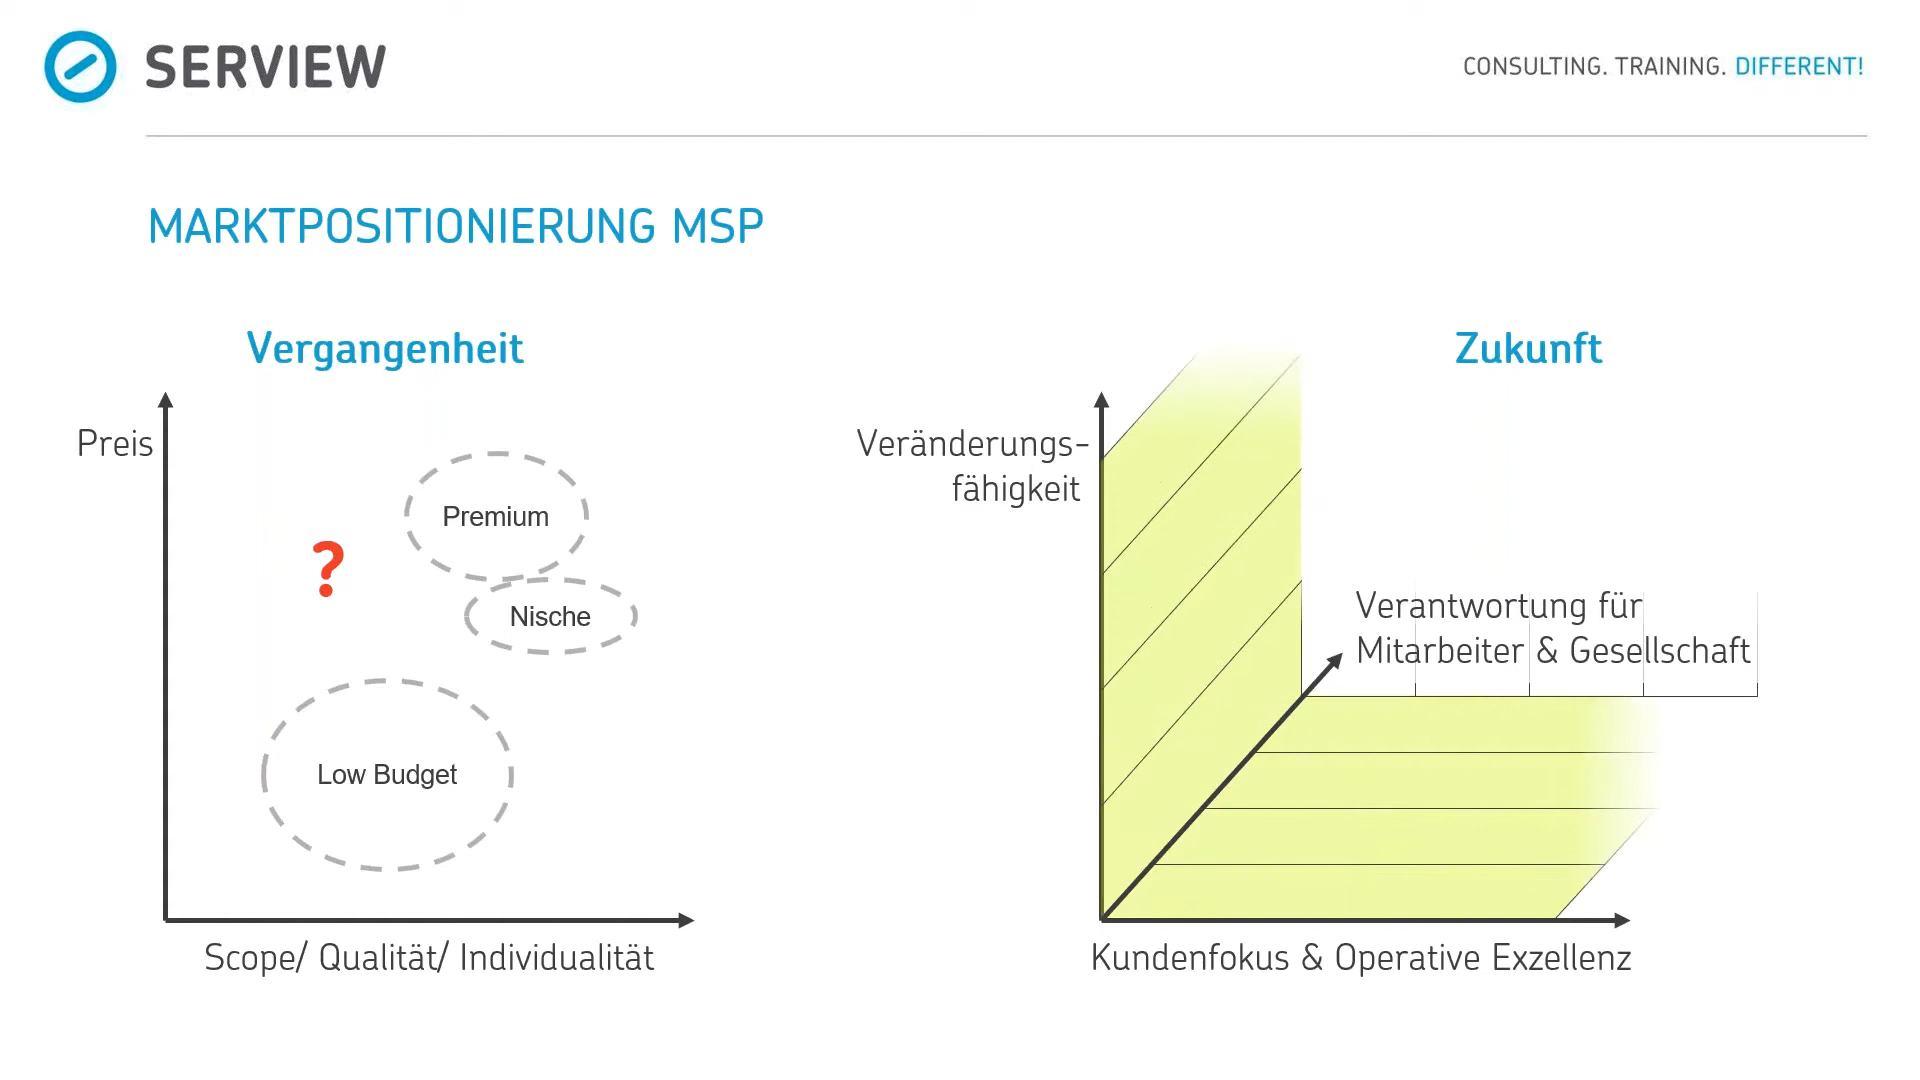 SERVIEW
CONSULTING. TRAINING. DIFFERENT!
MARKTPOSITIONIERUNG MSP
Vergangenheit
Preis
Premium
?
Nische
Low Budget
Scope/ Qualität/ Individualität
Zukunft
Veränderungs-
fähigkeit
Verantwortung für
Mitarbeiter & Gesellschaft
Kundenfokus & Operative Exzellenz